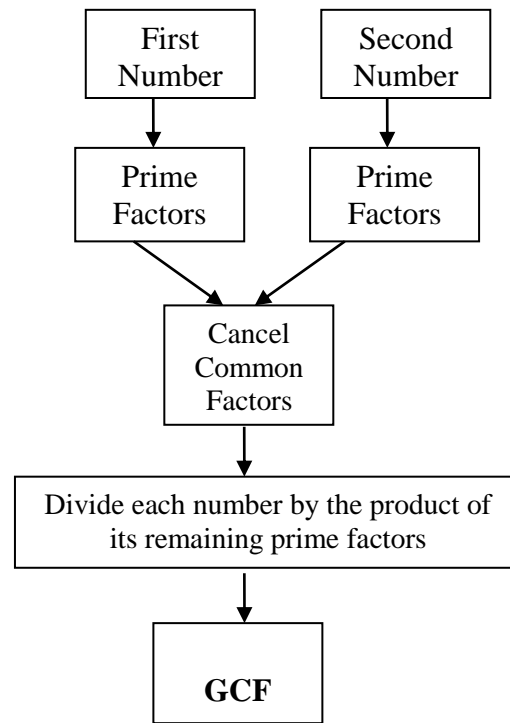 First
Number
Second
Number
Prime
Factors
Prime
Factors
Cancel
Common
Factors
Divide each number by the product of
its remaining prime factors
GCF